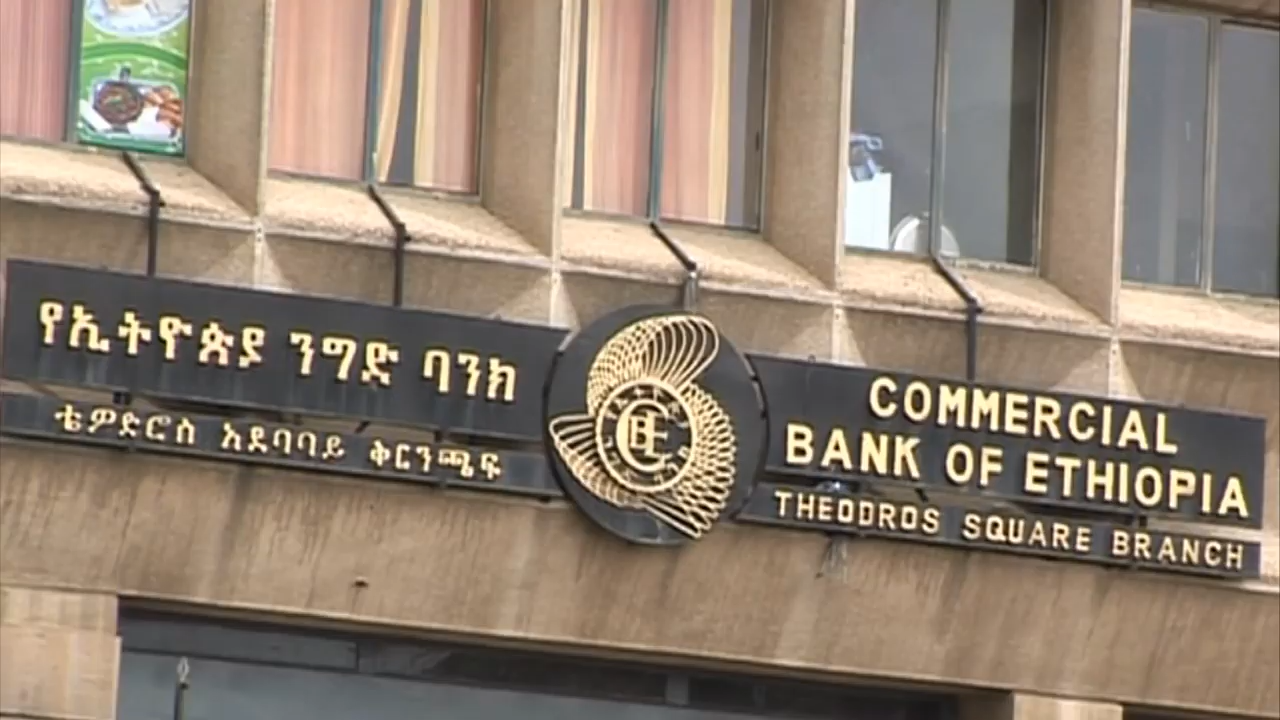 የኢትዮጵያ ንግድ ባንክ
ቴዎድሮስ አደባባይ ቅርንጫፍ
CBE
COMMERCIAL
BANK OF ETHIOPIA
THEODROS SQUARE BRANCH